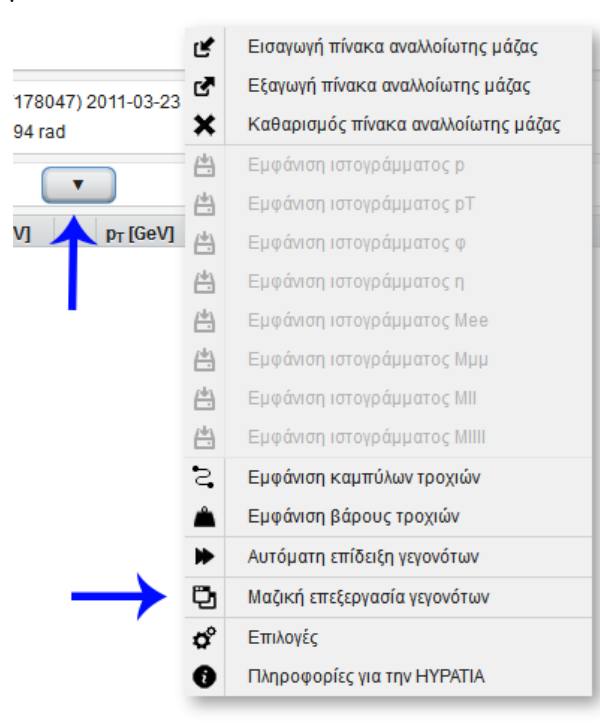 Εισαγωγή πίνακα αναλλοίωτης μάζας
Εξαγωγή πίνακα αναλλοίωτης μάζας
178047) 2011-03-23
94 rad
Καθαρισμός πίνακα αναλλοίωτης μάζας
V]
pT [GeV]
Εμφάνιση ιστογράμματος p
Εμφάνιση ιστογράμματος pT
Εμφάνιση ιστογράμματος φ
Εμφάνιση ιστογράμματος η
Εμφάνιση ιστογράμματος Mee
Εμφάνιση ιστογράμματος Μμμ
Εμφάνιση ιστογράμματος Mll
Εμφάνιση ιστογράμματος Mllll
Εμφάνιση καμπύλων τροχιών
Εμφάνιση βάρους τροχιών
Αυτόματη επίδειξη γεγονότων
Μαζική επεξεργασία γεγονότων
Επιλογές
Πληροφορίες για την HYPATIA